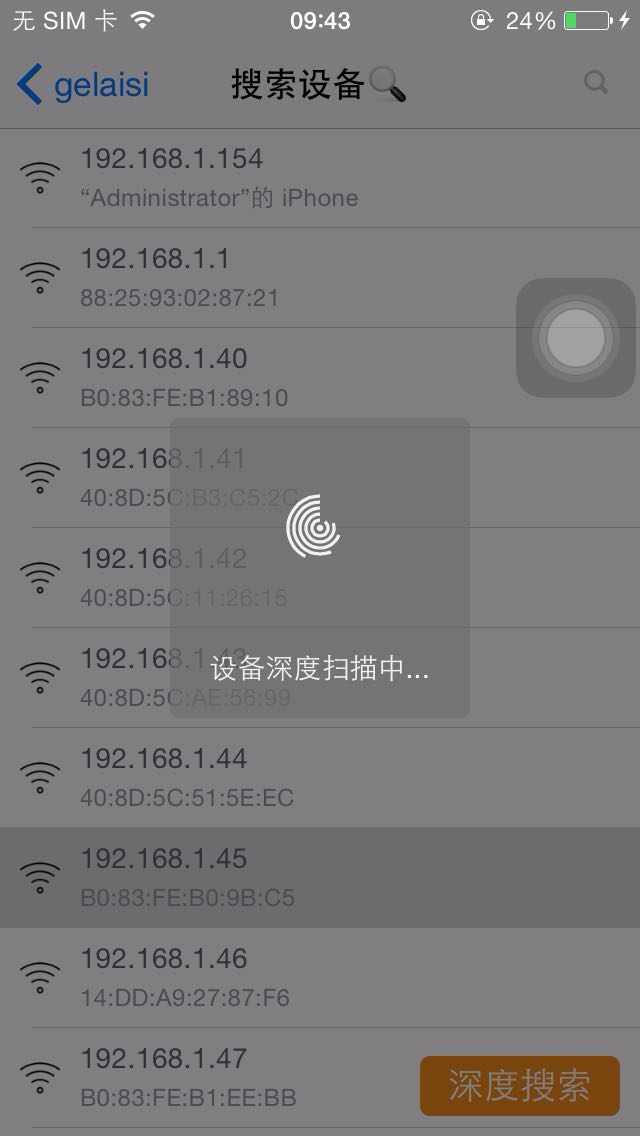 无 SIM 卡 09:43 24%
gelaisi 搜索设备
192.168.1.154
“Administrator”的 iPhone
192.168.1.1
88:25:93:02:87:21
192.168.1.40
B0:83:FE:B1:89:10
192.168.1.41
40:8D:5C:B3:C5:2C
192.168.1.42
40:8D:5C:11:26:15
192.168.1.43
设备深度扫描中...
40:8D:5C:AE:56:99
192.168.1.44
40:8D:5C:51:5E:EC
192.168.1.45
B0:83:FE:B0:9B:C5
192.168.1.46
14:DD:A9:27:87:F6
192.168.1.47
B0:83:FE:B1:EE:BB
深度搜索